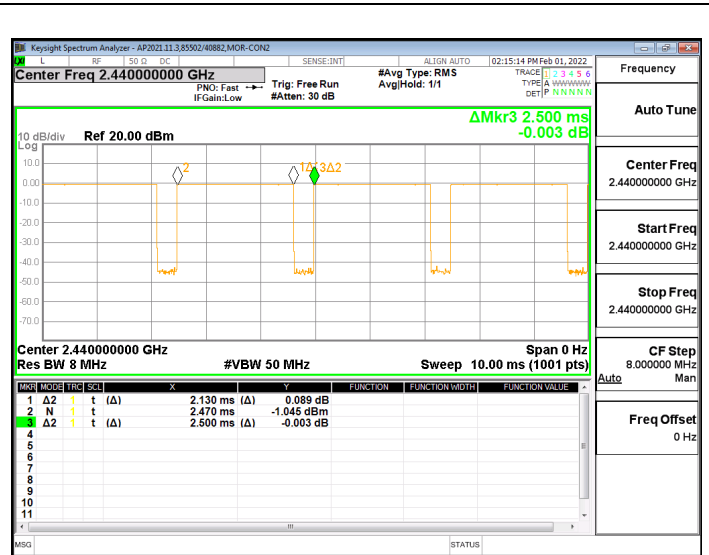 Keysight Spectrum Analyzer - AP2021.11.3,85502/40882,MOR-CON2
LXI L RF 50 Ω DC SENSE:INT ALIGN AUTO 02:15:14 PM Feb 01, 2022
Center Freq 2.440000000 GHz
PNO: Fast
IFGain:Low
Trig: Free Run
#Atten: 30 dB
#Avg Type: RMS
Avg|Hold: 1/1
TRACE 1 2 3 4 5 6
TYPE A WWWWW
DET P N N N N N
ΔMkr3 2.500 ms
-0.003 dB
10 dB/div Ref 20.00 dBm
Log
10.0
0.00
-10.0
-20.0
-30.0
-40.0
-50.0
-60.0
-70.0
2
1Δ2
3Δ2
Center 2.440000000 GHz Span 0 Hz
Res BW 8 MHz #VBW 50 MHz Sweep 10.00 ms (1001 pts)
MKR MODE TRC SCL X Y FUNCTION FUNCTION WIDTH FUNCTION VALUE
1 Δ2 1 t (Δ) 2.130 ms (Δ) 0.089 dB
2 N 1 t 2.470 ms -1.045 dBm
3 Δ2 1 t (Δ) 2.500 ms (Δ) -0.003 dB
4
5
6
7
8
9
10
11
MSG STATUS
Frequency
Auto Tune
Center Freq
2.440000000 GHz
Start Freq
2.440000000 GHz
Stop Freq
2.440000000 GHz
CF Step
8.000000 MHz
Auto Man
Freq Offset
0 Hz